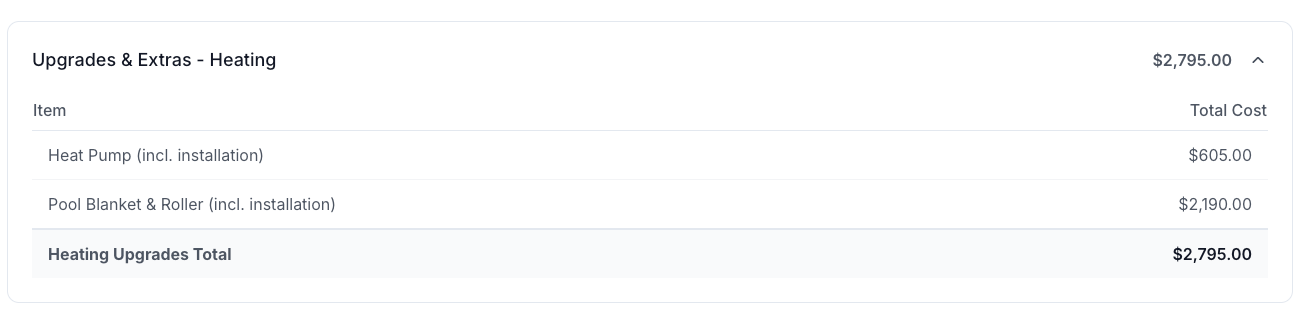 Upgrades & Extras - Heating $2,795.00
Item Total Cost
Heat Pump (incl. installation) $605.00
Pool Blanket & Roller (incl. installation) $2,190.00
Heating Upgrades Total $2,795.00